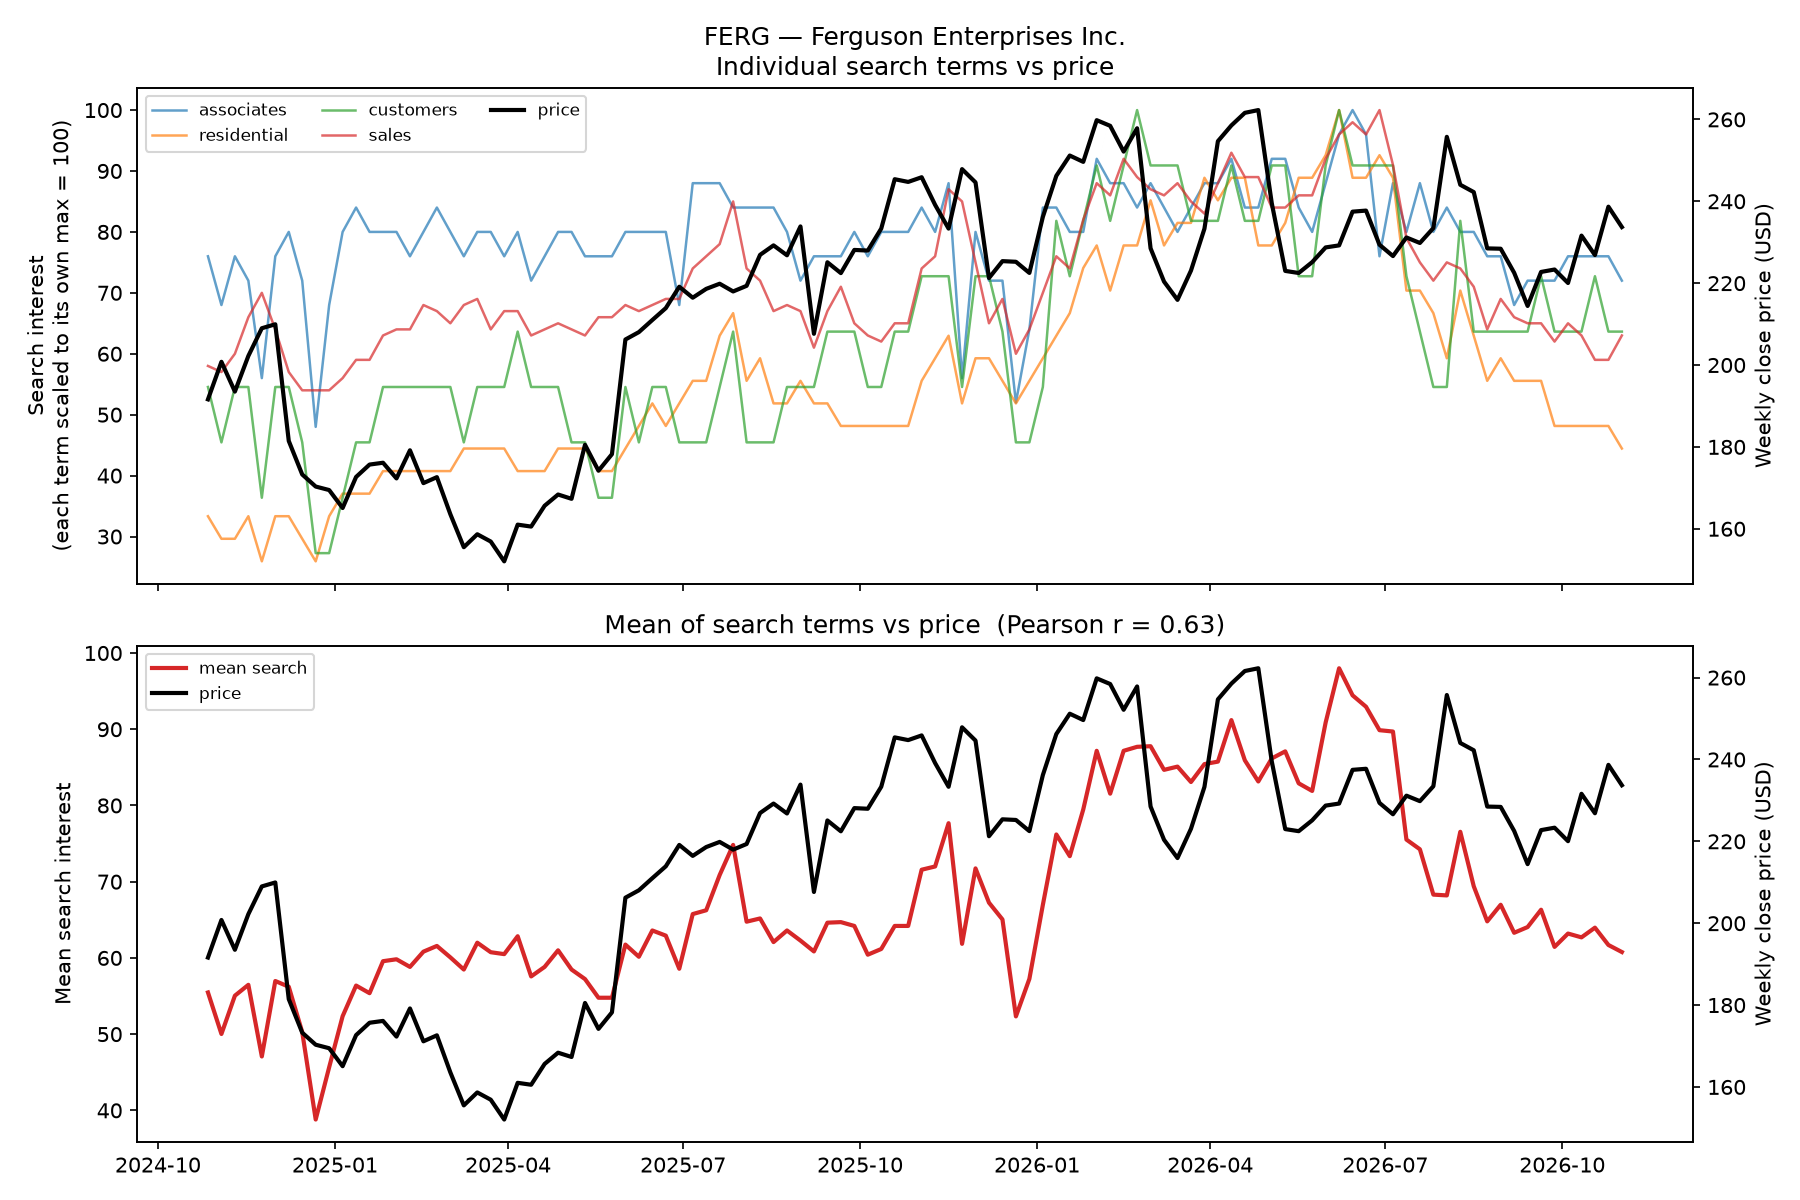 FERG — Ferguson Enterprises Inc.
Individual search terms vs price
associates
residential
customers
sales
price
Search interest
(each term scaled to its own max = 100)
100
90
80
70
60
50
40
30
260
240
220
200
180
160
Weekly close price (USD)
Mean of search terms vs price (Pearson r = 0.63)
mean search
price
Mean search interest
100
90
80
70
60
50
40
260
240
220
200
180
160
Weekly close price (USD)
2024-10
2025-01
2025-04
2025-07
2025-10
2026-01
2026-04
2026-07
2026-10